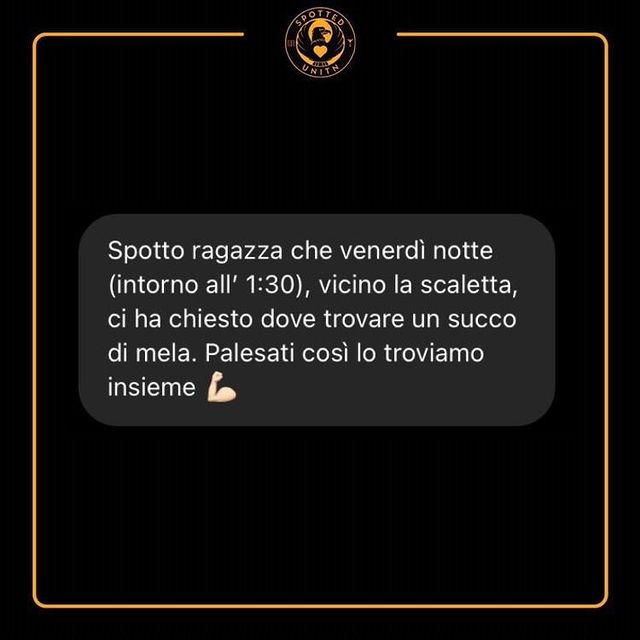 SPOTTED
UNITN
Spotto ragazza che venerdì notte
(intorno all’ 1:30), vicino la scaletta,
ci ha chiesto dove trovare un succo
di mela. Palesati così lo troviamo
insieme 💪🏻